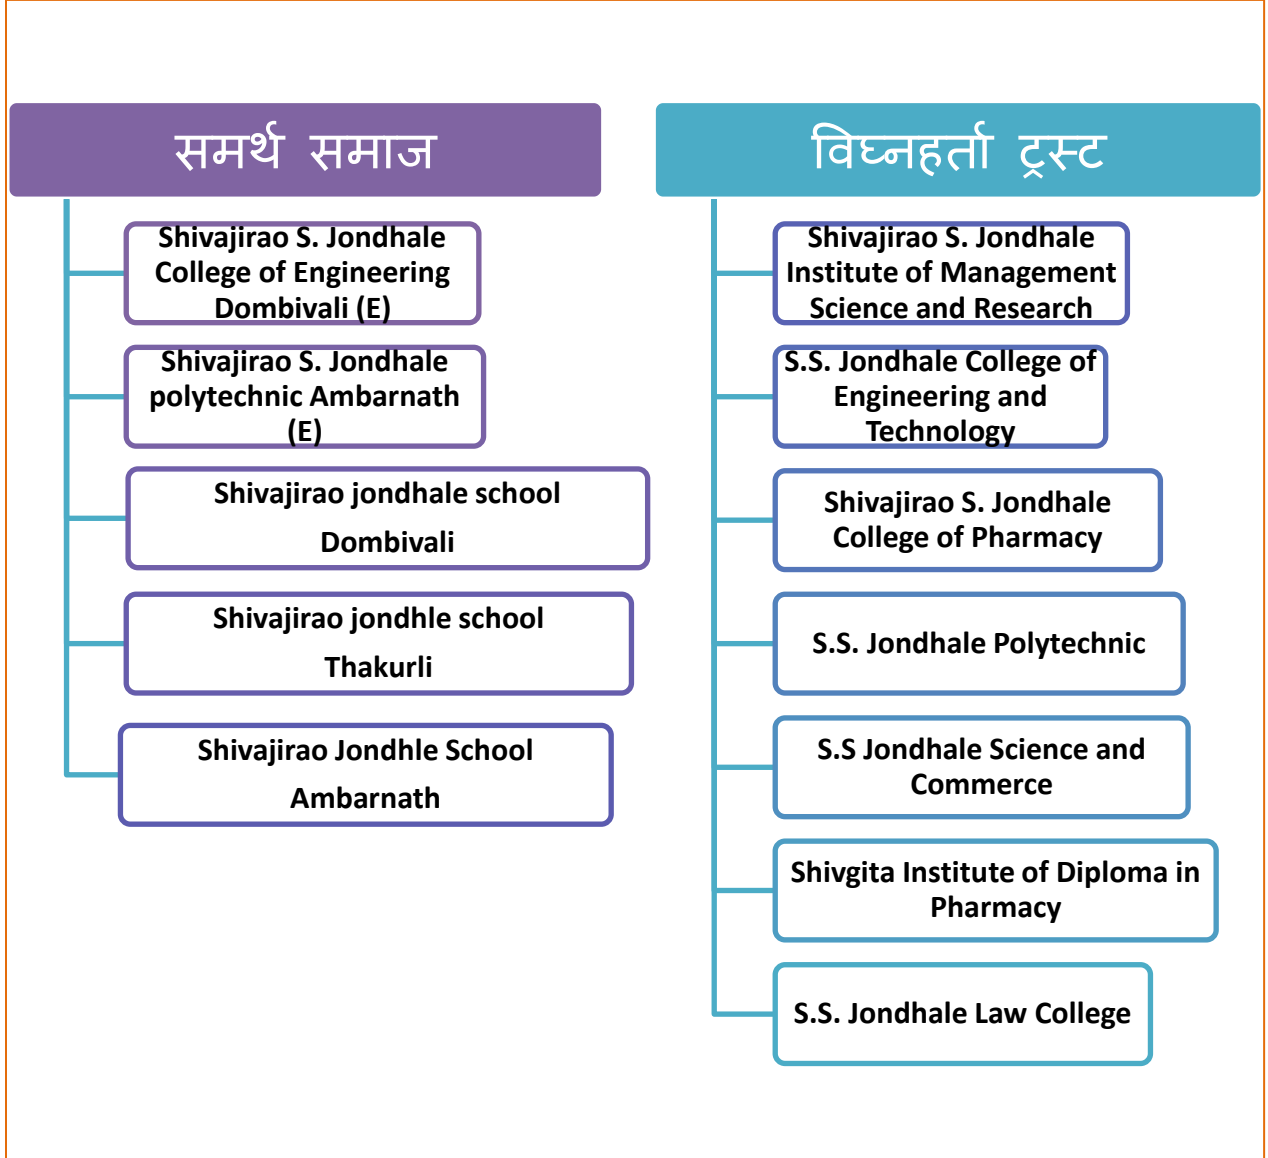 समर्थ समाज
Shivajirao S. Jondhale
College of Engineering
Dombivali (E)
Shivajirao S. Jondhale
polytechnic Ambarnath
(E)
Shivajirao jondhale school
Dombivali
Shivajirao jondhle school
Thakurli
Shivajirao Jondhle School
Ambarnath
विघ्नहर्ता ट्रस्ट
Shivajirao S. Jondhale
Institute of Management
Science and Research
S.S. Jondhale College of
Engineering and
Technology
Shivajirao S. Jondhale
College of Pharmacy
S.S. Jondhale Polytechnic
S.S Jondhale Science and
Commerce
Shivgita Institute of Diploma in
Pharmacy
S.S. Jondhale Law College